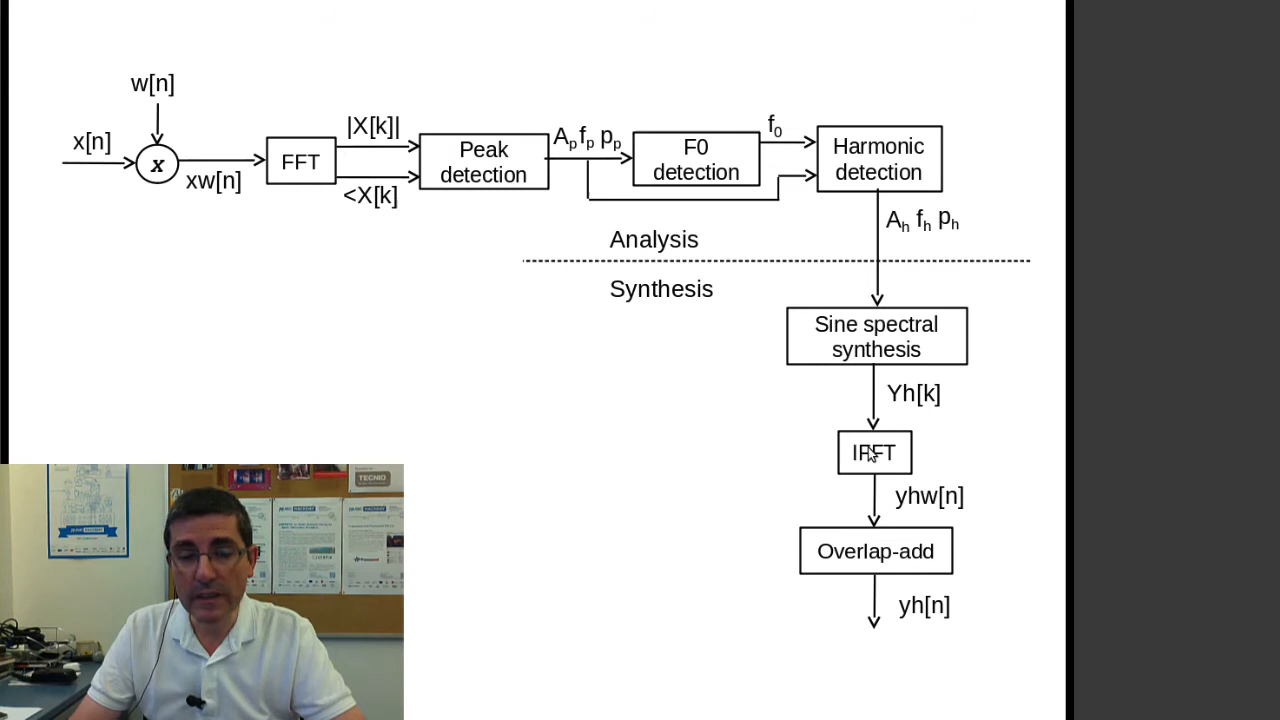 w[n]
x[n]
x
xw[n]
FFT
|X[k]|
<X[k]
Peak
detection
Ap fp pp
F0
detection
f0
Harmonic
detection
Ah fh ph
Analysis
Synthesis
Sine spectral
synthesis
Yh[k]
IFFT
yhw[n]
Overlap-add
yh[n]
TECNIO